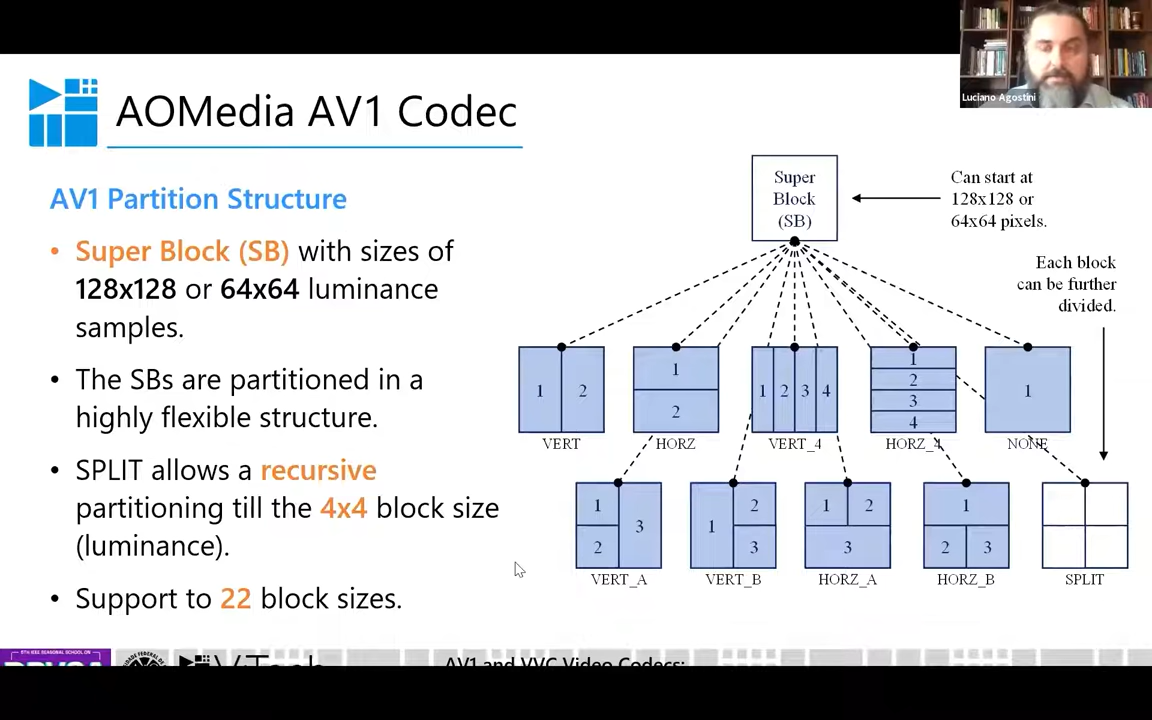 Luciano Agostini
AOMedia AV1 Codec
AV1 Partition Structure
• Super Block (SB) with sizes of
128x128 or 64x64 luminance
samples.
• The SBs are partitioned in a
highly flexible structure.
• SPLIT allows a recursive
partitioning till the 4x4 block size
(luminance).
• Support to 22 block sizes.
Super
Block
(SB)
Can start at
128x128 or
64x64 pixels.
Each block
can be further
divided.
1 2
VERT
1
2
HORZ
1 2 3 4
VERT_4
1
2
3
4
HORZ_4
1
NONE
1
2
3
VERT_A
1
2
3
VERT_B
1 2
3
HORZ_A
1
2 3
HORZ_B
SPLIT
AV1 and VVC Video Codecs: